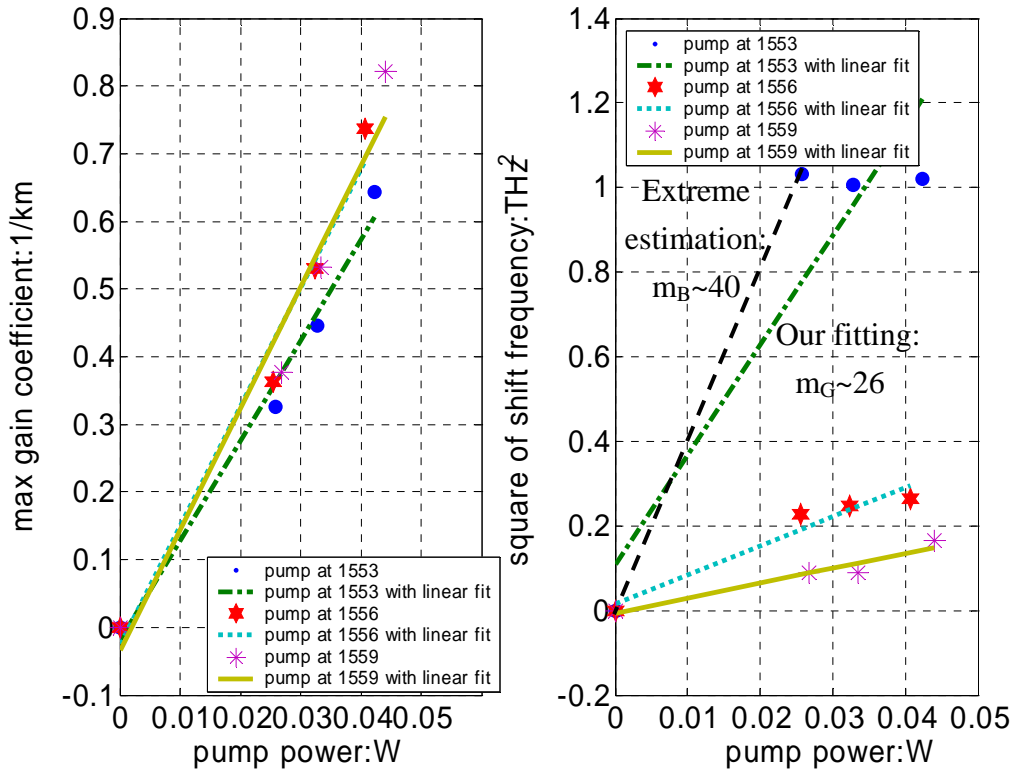 max gain coefficient:1/km
0.9
0.8
0.7
0.6
0.5
0.4
0.3
0.2
0.1
0
-0.1
pump at 1553
pump at 1553 with linear fit
pump at 1556
pump at 1556 with linear fit
pump at 1559
pump at 1559 with linear fit
0 0.01 0.02 0.03 0.04 0.05
pump power:W
square of shift frequency:THz²
1.4
1.2
1
0.8
0.6
0.4
0.2
0
-0.2
pump at 1553
pump at 1553 with linear fit
pump at 1556
pump at 1556 with linear fit
pump at 1559
pump at 1559 with linear fit
Extreme
estimation:
m_B~40
Our fitting:
m_G~26
0 0.01 0.02 0.03 0.04 0.05
pump power:W